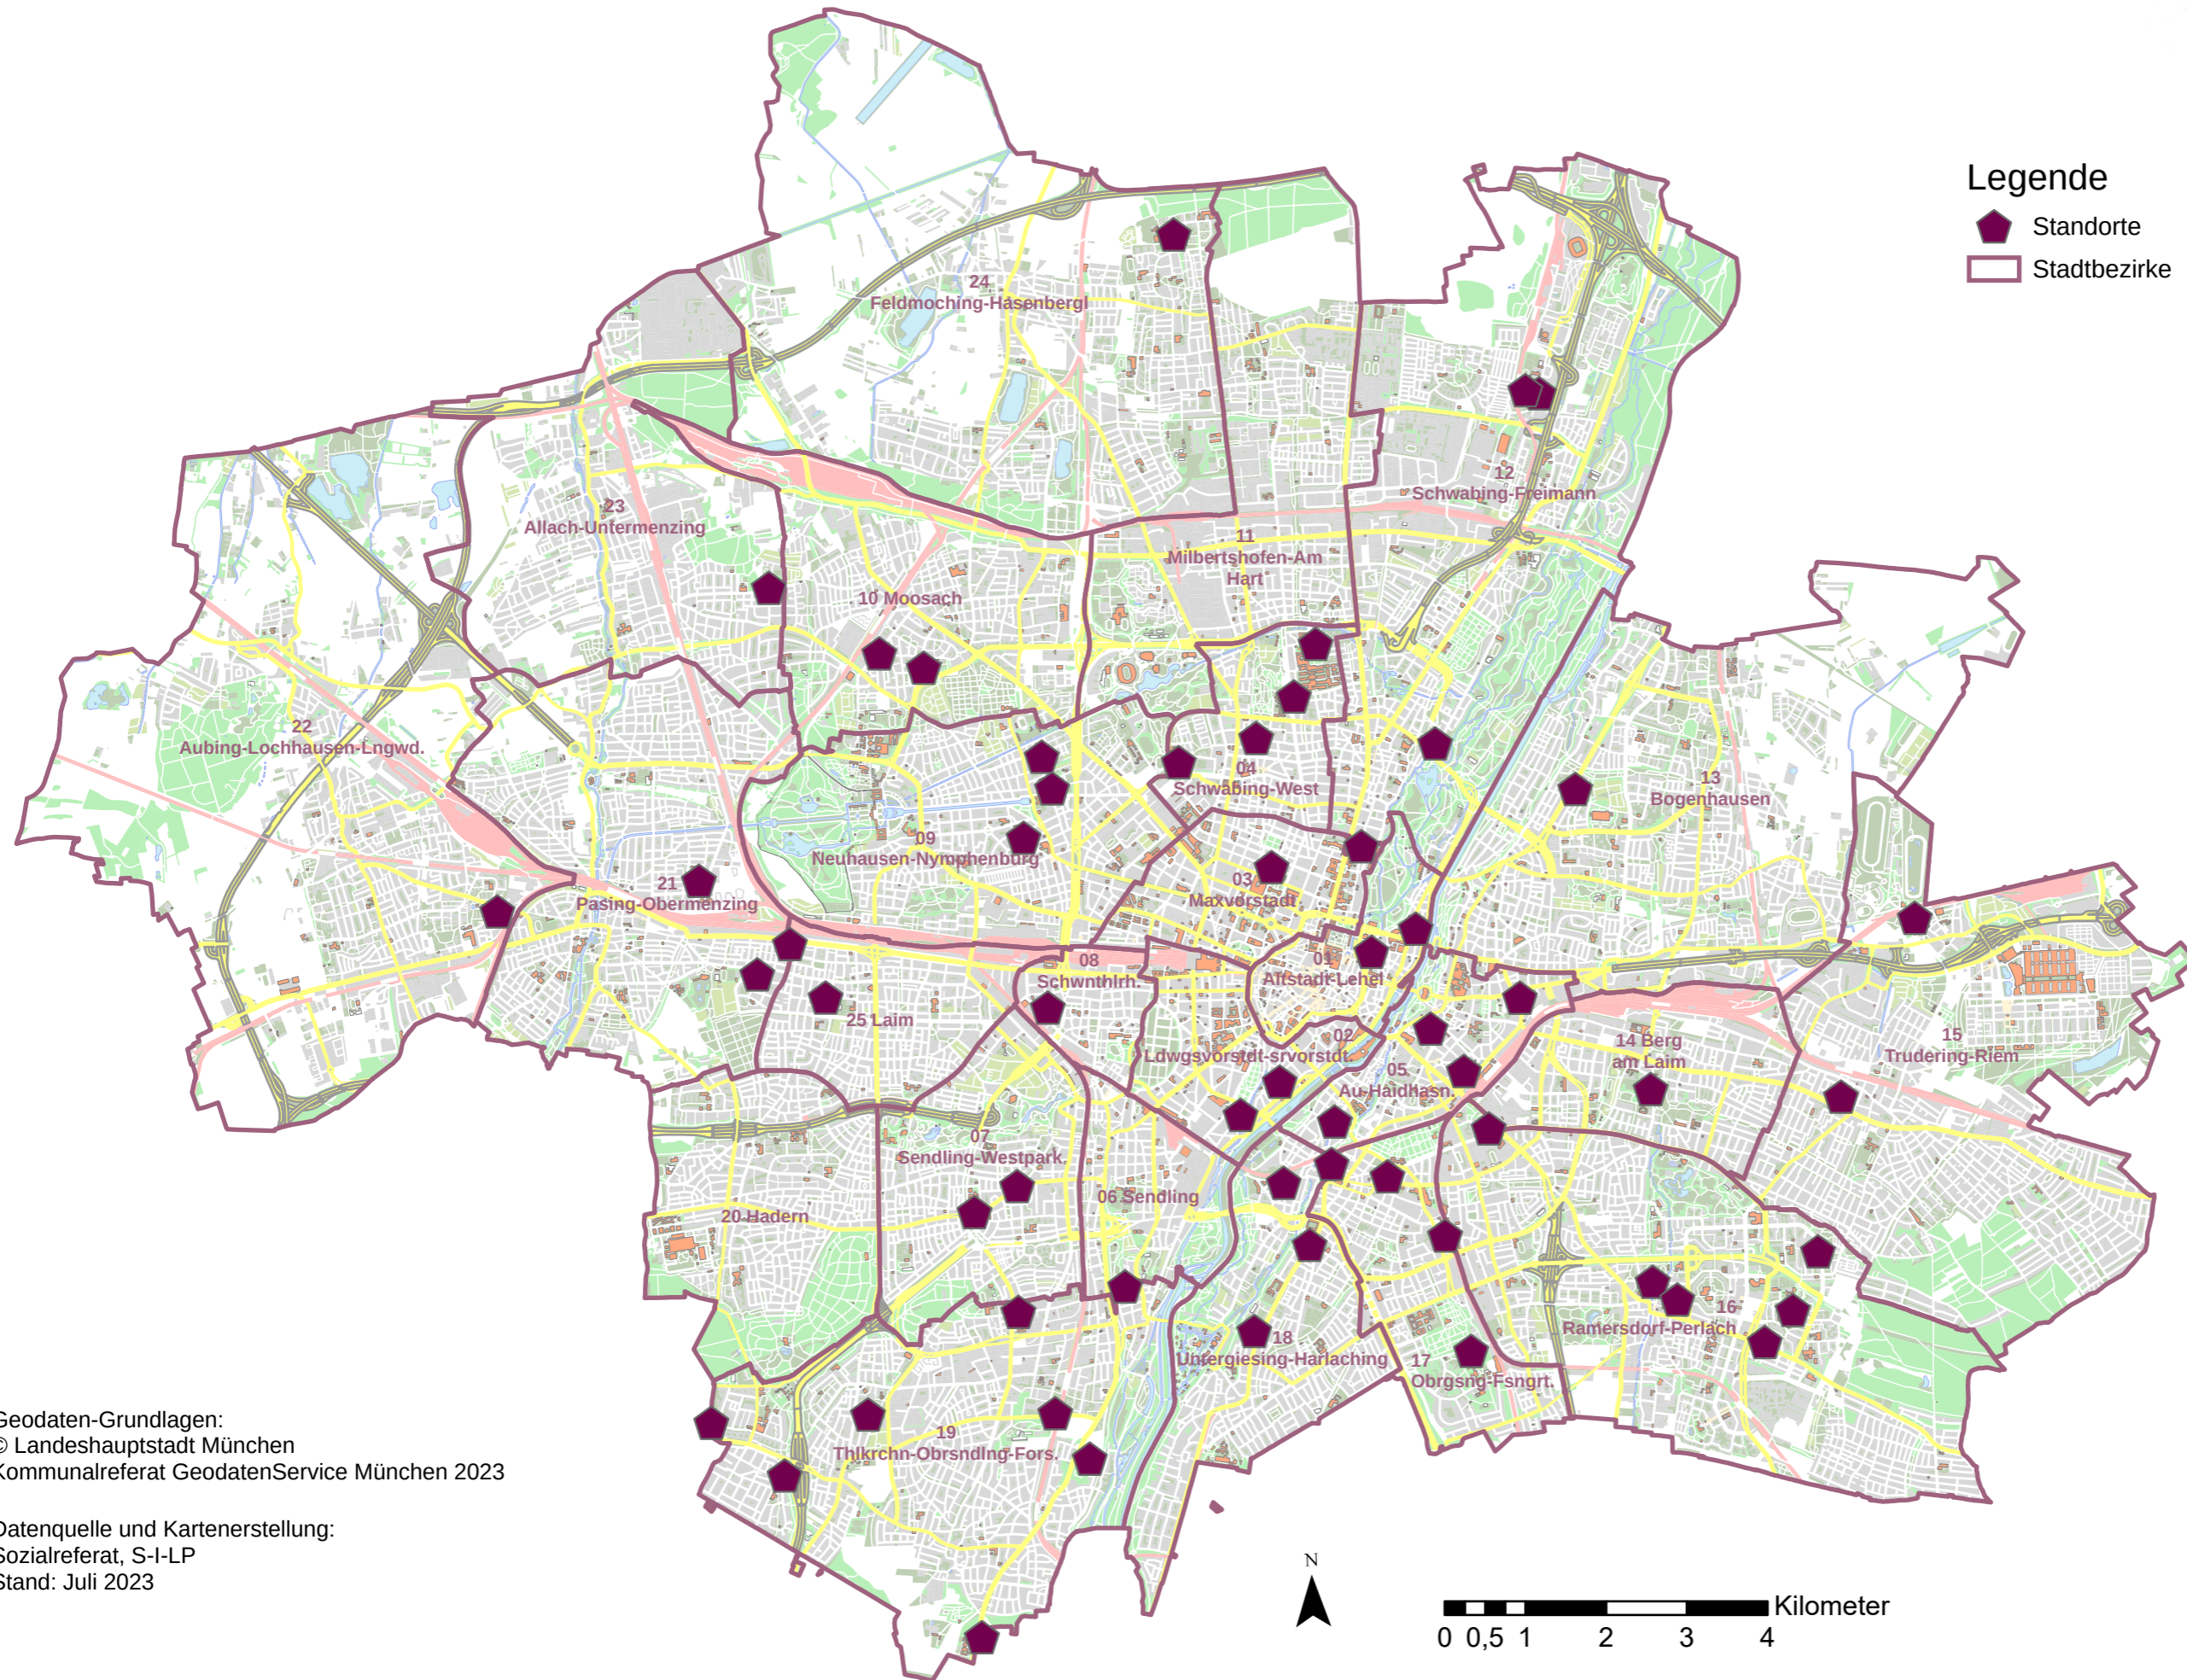 Legende
Standorte
Stadtbezirke
24
Feldmoching-Hasenbergl
12
Schwabing-Freimann
23
Allach-Untermenzing
11
Milbertshofen-Am
Hart
10 Moosach
22
Aubing-Lochhausen-Lngwd.
04
Schwabing-West
13
Bogenhausen
09
Neuhausen-Nymphenburg
03
Maxvorstadt
21
Pasing-Obermenzing
01
Altstadt-Lehel
08
Schwnthlrh.
25 Laim
02
Ldwgsvorstdt-srvorstdt.
14 Berg
am Laim
15
Trudering-Riem
05
Au-Haidhasn.
07
Sendling-Westpark.
06 Sendling
20 Hadern
16
Ramersdorf-Perlach
18
Untergiesing-Harlaching
17
Obrgsng-Fsngrt.
19
Thlkrchn-Obrsndlng-Fors.
Geodaten-Grundlagen:
© Landeshauptstadt München
Kommunalreferat GeodatenService München 2023
Datenquelle und Kartenerstellung:
Sozialreferat, S-I-LP
Stand: Juli 2023
N
Kilometer
0 0,5 1 2 3 4